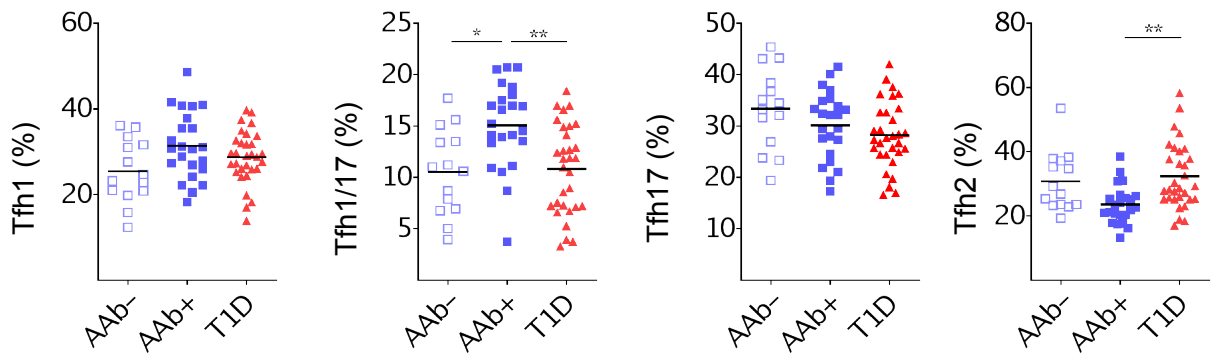 Tfh1 (%)
60
40
20
AAb−
AAb+
T1D
Tfh1/17 (%)
25
20
15
10
5
*
**
AAb−
AAb+
T1D
Tfh17 (%)
50
40
30
20
10
AAb−
AAb+
T1D
Tfh2 (%)
80
60
40
20
**
AAb−
AAb+
T1D